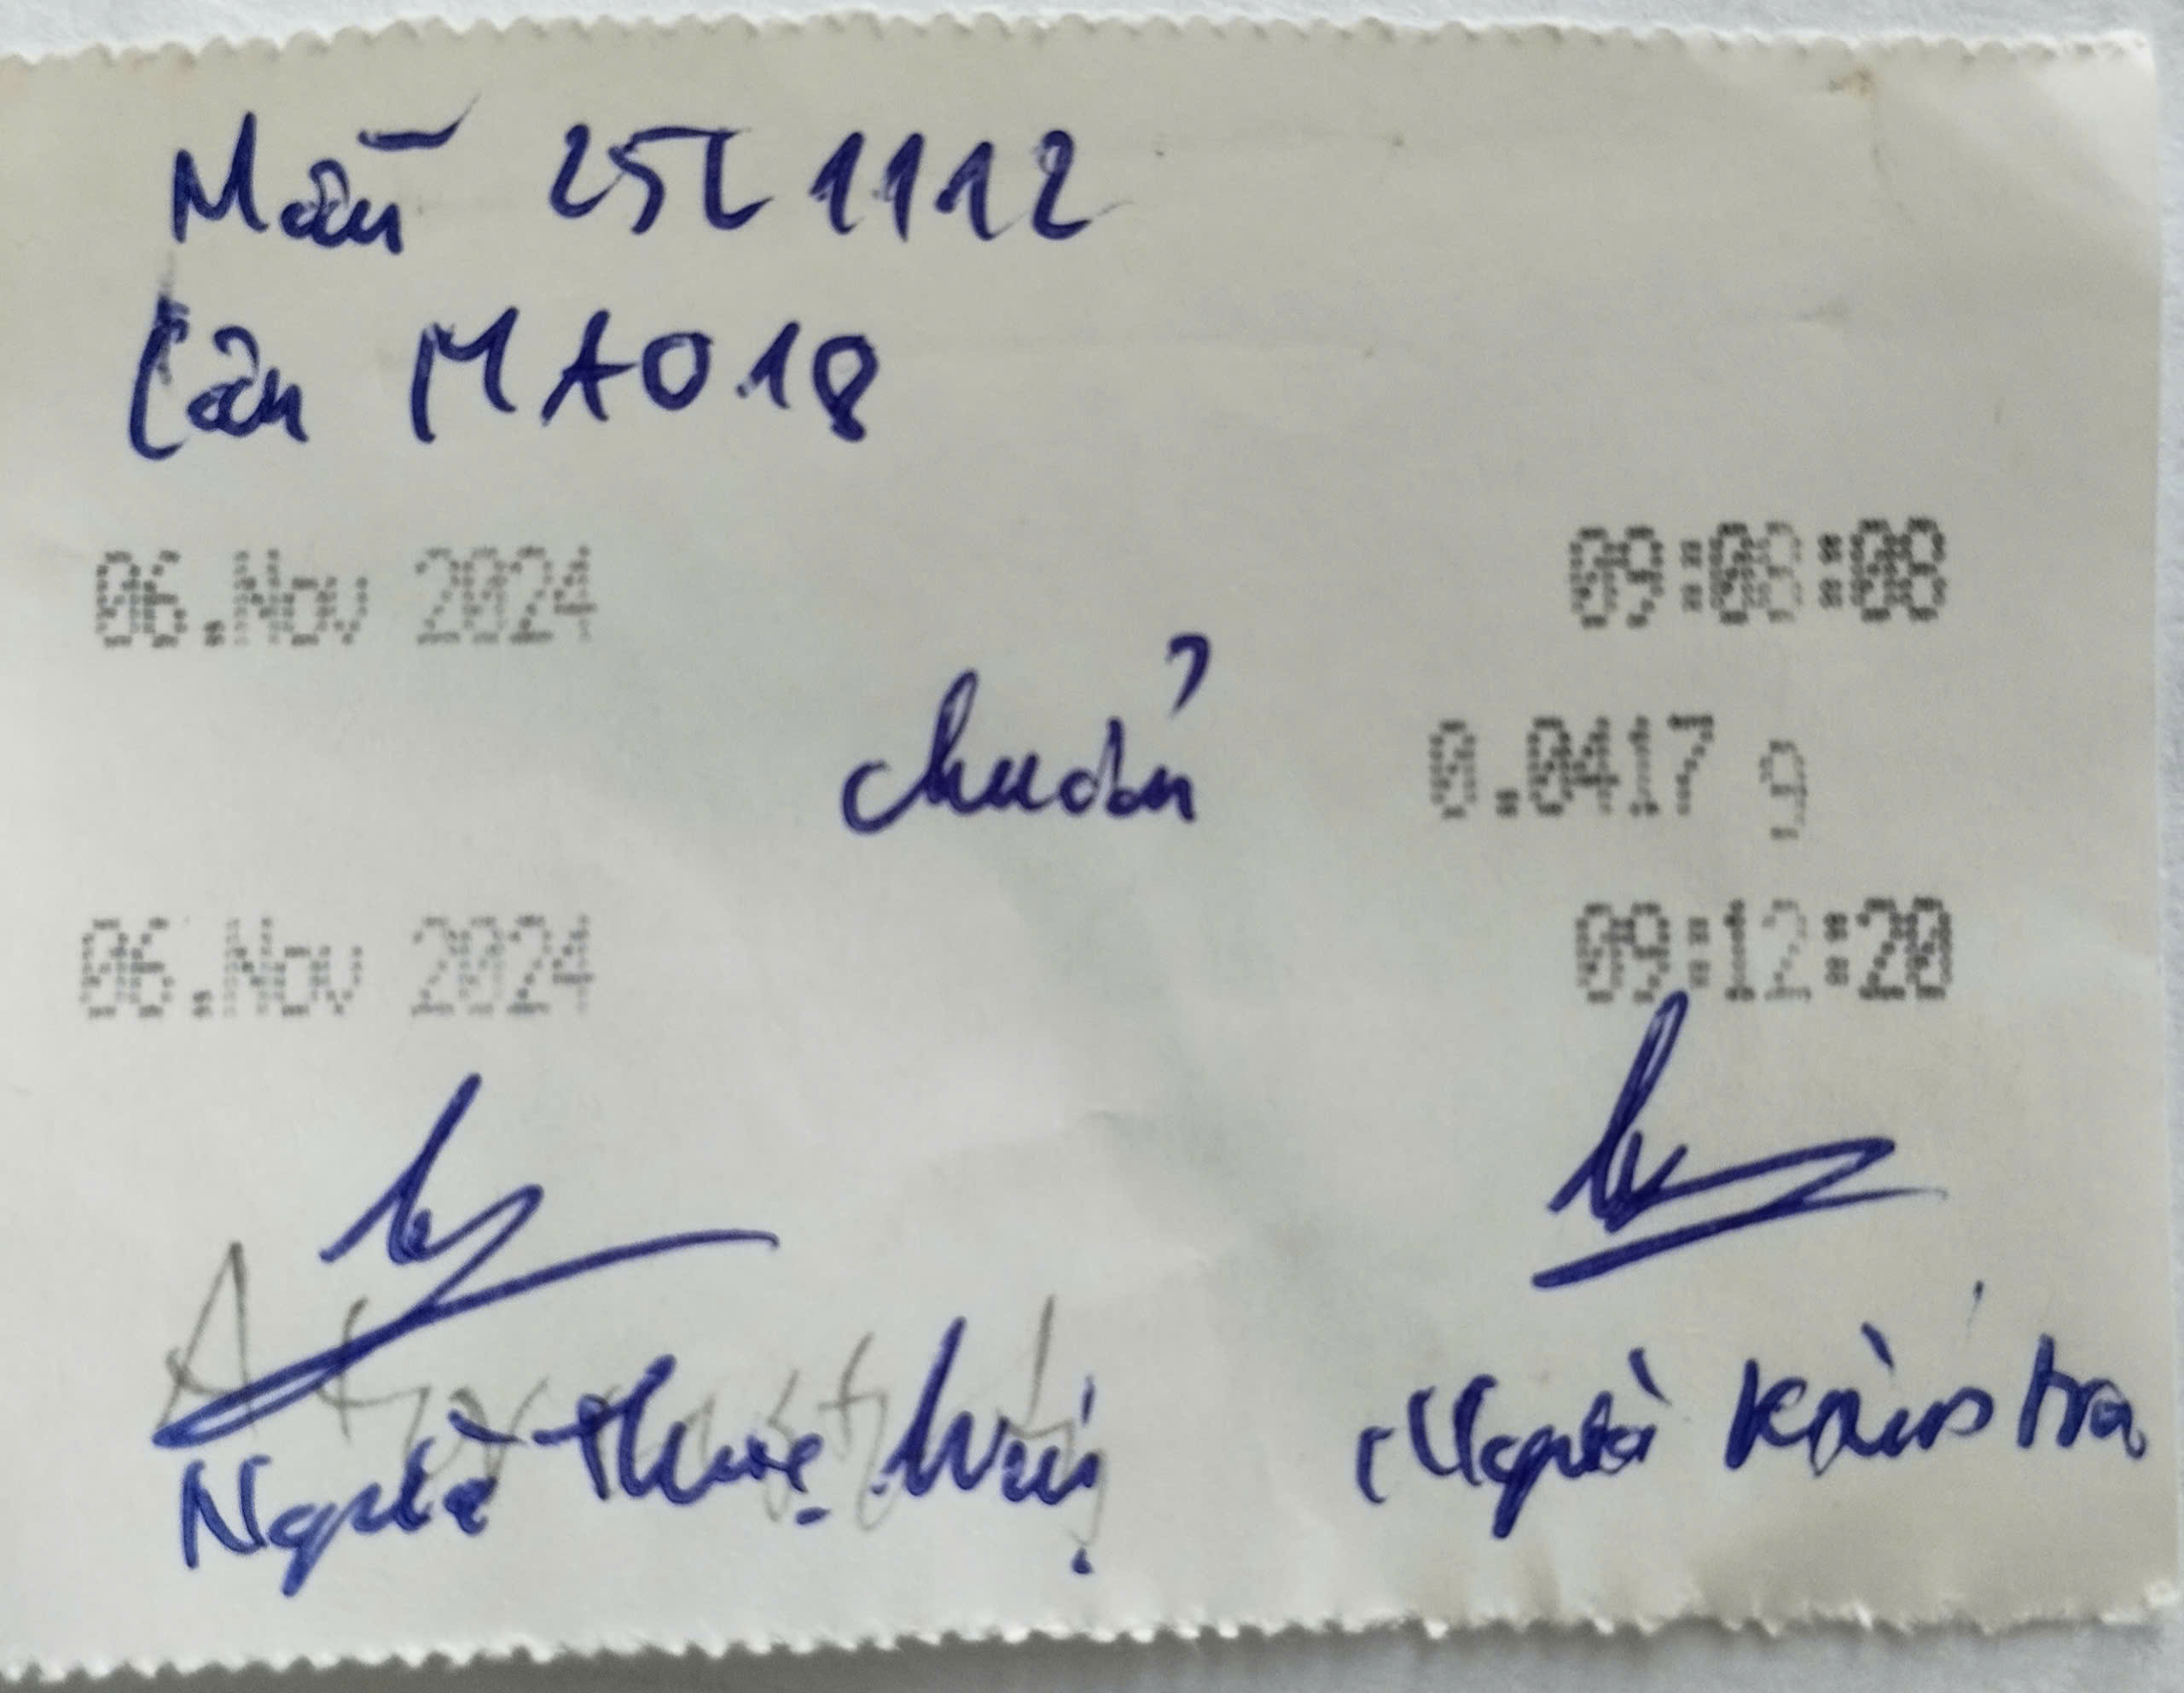 Mẫu 25L1112
Cân MA018
06.Nov 2024 09:08:08
chuẩn 0.0417 g
06.Nov 2024 09:12:20
Người thực hiện Người kiểm tra